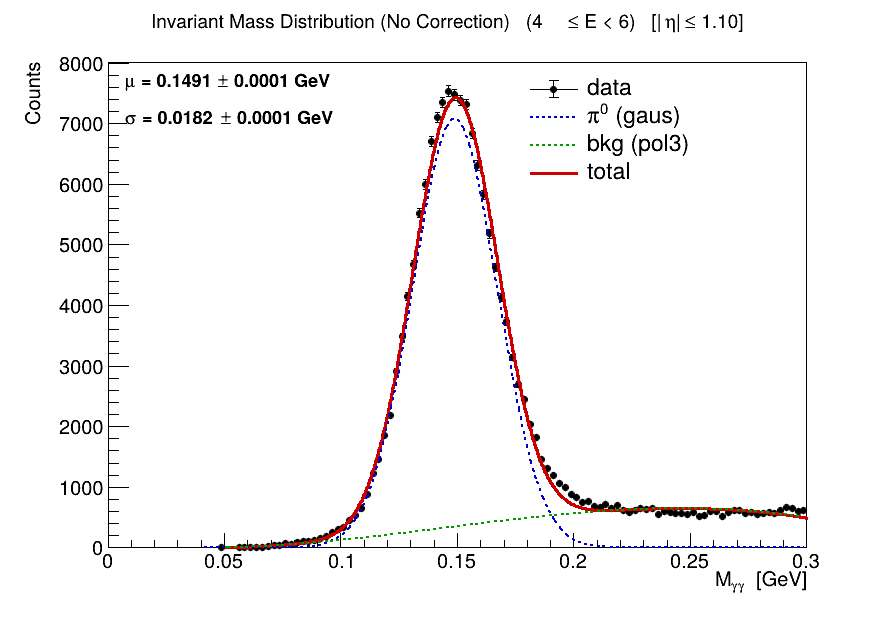 Invariant Mass Distribution (No Correction) (4 ≤ E < 6) [|η| ≤ 1.10]
Counts
8000
7000
6000
5000
4000
3000
2000
1000
0
μ = 0.1491 ± 0.0001 GeV
σ = 0.0182 ± 0.0001 GeV
data
π⁰ (gaus)
bkg (pol3)
total
0 0.05 0.1 0.15 0.2 0.25 0.3
M_γγ [GeV]